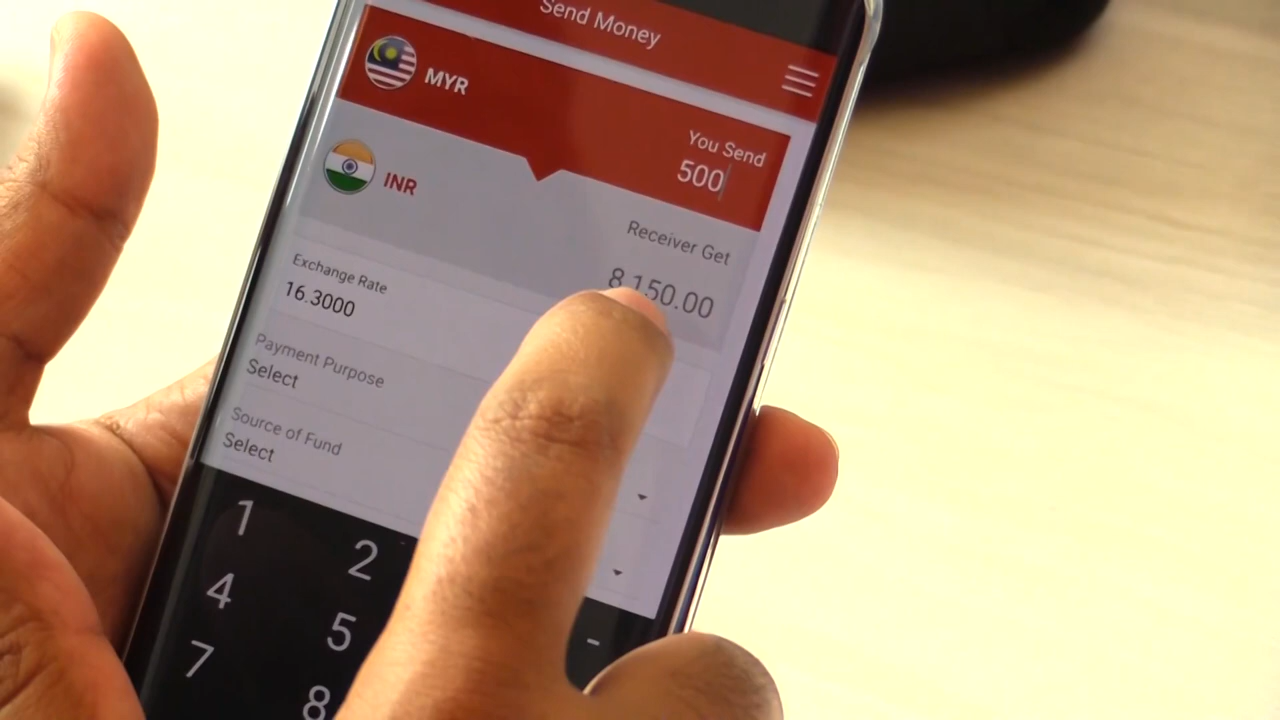 Send Money
MYR
You Send
500
INR
Receiver Get
8,150.00
Exchange Rate
16.3000
Payment Purpose
Select
Source of Fund
Select
1
2
4
5
-
7
8